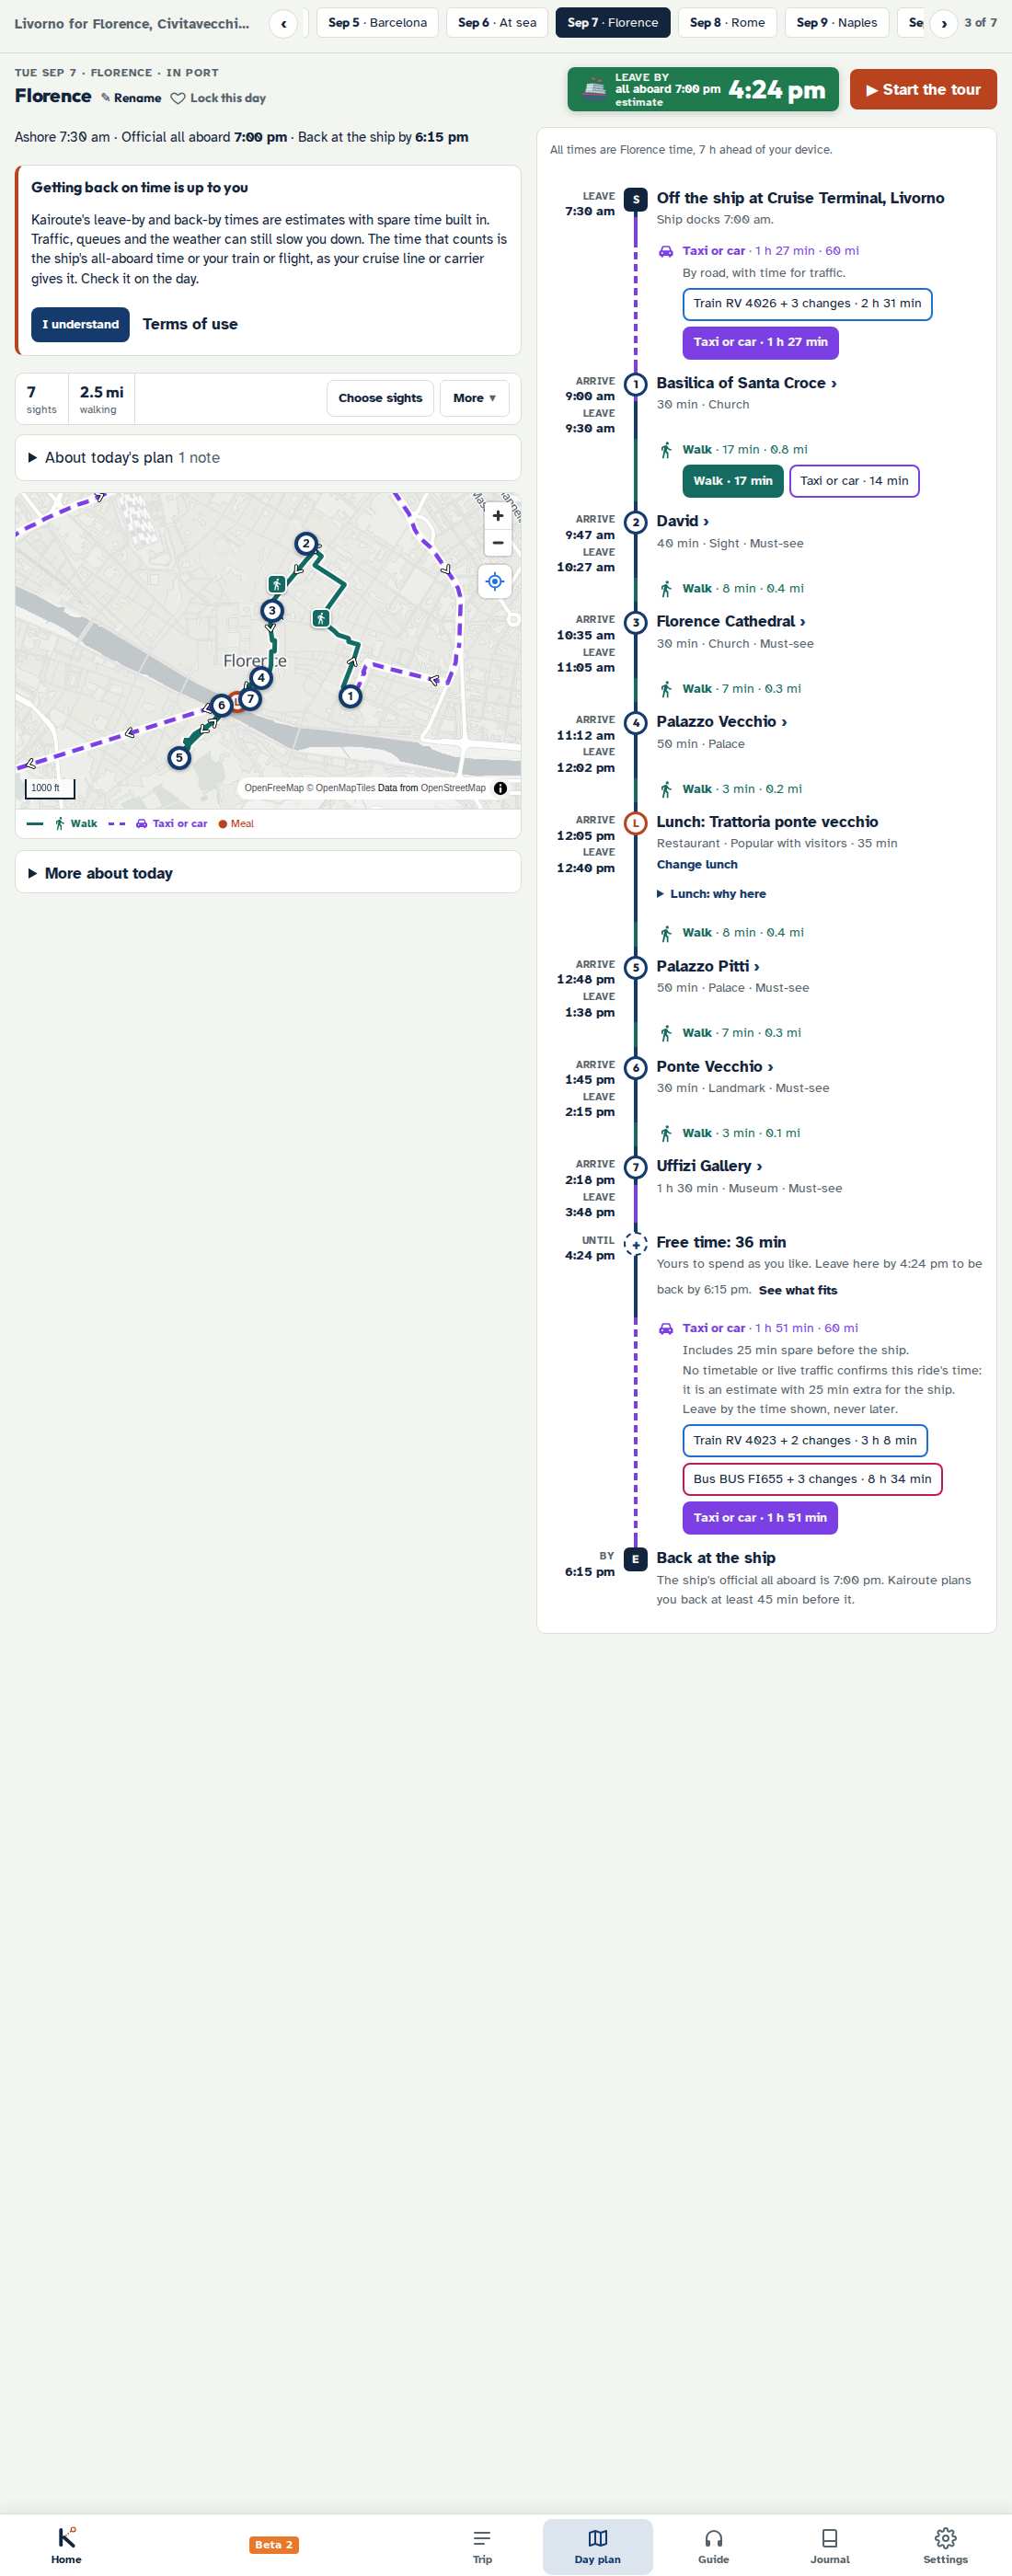 Livorno for Florence, Civitavecchi...
‹
Sep 5 · Barcelona
Sep 6 · At sea
Sep 7 · Florence
Sep 8 · Rome
Sep 9 · Naples
Se
›
3 of 7
TUE SEP 7 · FLORENCE · IN PORT
Florence ✎ Rename Lock this day
LEAVE BY
all aboard 7:00 pm
estimate
4:24 pm
▶ Start the tour
Ashore 7:30 am · Official all aboard 7:00 pm · Back at the ship by 6:15 pm
Getting back on time is up to you
Kairoute's leave-by and back-by times are estimates with spare time built in.
Traffic, queues and the weather can still slow you down. The time that counts is
the ship's all-aboard time or your train or flight, as your cruise line or carrier
gives it. Check it on the day.
I understand
Terms of use
7
sights
2.5 mi
walking
Choose sights
More ▼
▶ About today's plan 1 note
+
−
2
3
Florence
4
6
7
1
5
1000 ft
OpenFreeMap © OpenMapTiles Data from OpenStreetMap
Walk
Taxi or car
Meal
▶ More about today
All times are Florence time, 7 h ahead of your device.
LEAVE
7:30 am
S
Off the ship at Cruise Terminal, Livorno
Ship docks 7:00 am.
Taxi or car · 1 h 27 min · 60 mi
By road, with time for traffic.
Train RV 4026 + 3 changes · 2 h 31 min
Taxi or car · 1 h 27 min
ARRIVE
9:00 am
LEAVE
9:30 am
1
Basilica of Santa Croce ›
30 min · Church
Walk · 17 min · 0.8 mi
Walk · 17 min
Taxi or car · 14 min
ARRIVE
9:47 am
LEAVE
10:27 am
2
David ›
40 min · Sight · Must-see
Walk · 8 min · 0.4 mi
ARRIVE
10:35 am
LEAVE
11:05 am
3
Florence Cathedral ›
30 min · Church · Must-see
Walk · 7 min · 0.3 mi
ARRIVE
11:12 am
LEAVE
12:02 pm
4
Palazzo Vecchio ›
50 min · Palace
Walk · 3 min · 0.2 mi
ARRIVE
12:05 pm
LEAVE
12:40 pm
L
Lunch: Trattoria ponte vecchio
Restaurant · Popular with visitors · 35 min
Change lunch
▶ Lunch: why here
Walk · 8 min · 0.4 mi
ARRIVE
12:48 pm
LEAVE
1:38 pm
5
Palazzo Pitti ›
50 min · Palace · Must-see
Walk · 7 min · 0.3 mi
ARRIVE
1:45 pm
LEAVE
2:15 pm
6
Ponte Vecchio ›
30 min · Landmark · Must-see
Walk · 3 min · 0.1 mi
ARRIVE
2:18 pm
LEAVE
3:48 pm
7
Uffizi Gallery ›
1 h 30 min · Museum · Must-see
UNTIL
4:24 pm
+
Free time: 36 min
Yours to spend as you like. Leave here by 4:24 pm to be
back by 6:15 pm. See what fits
Taxi or car · 1 h 51 min · 60 mi
Includes 25 min spare before the ship.
No timetable or live traffic confirms this ride's time:
it is an estimate with 25 min extra for the ship.
Leave by the time shown, never later.
Train RV 4023 + 2 changes · 3 h 8 min
Bus BUS FI655 + 3 changes · 8 h 34 min
Taxi or car · 1 h 51 min
BY
6:15 pm
E
Back at the ship
The ship's official all aboard is 7:00 pm. Kairoute plans
you back at least 45 min before it.
Home
Beta 2
Trip
Day plan
Guide
Journal
Settings